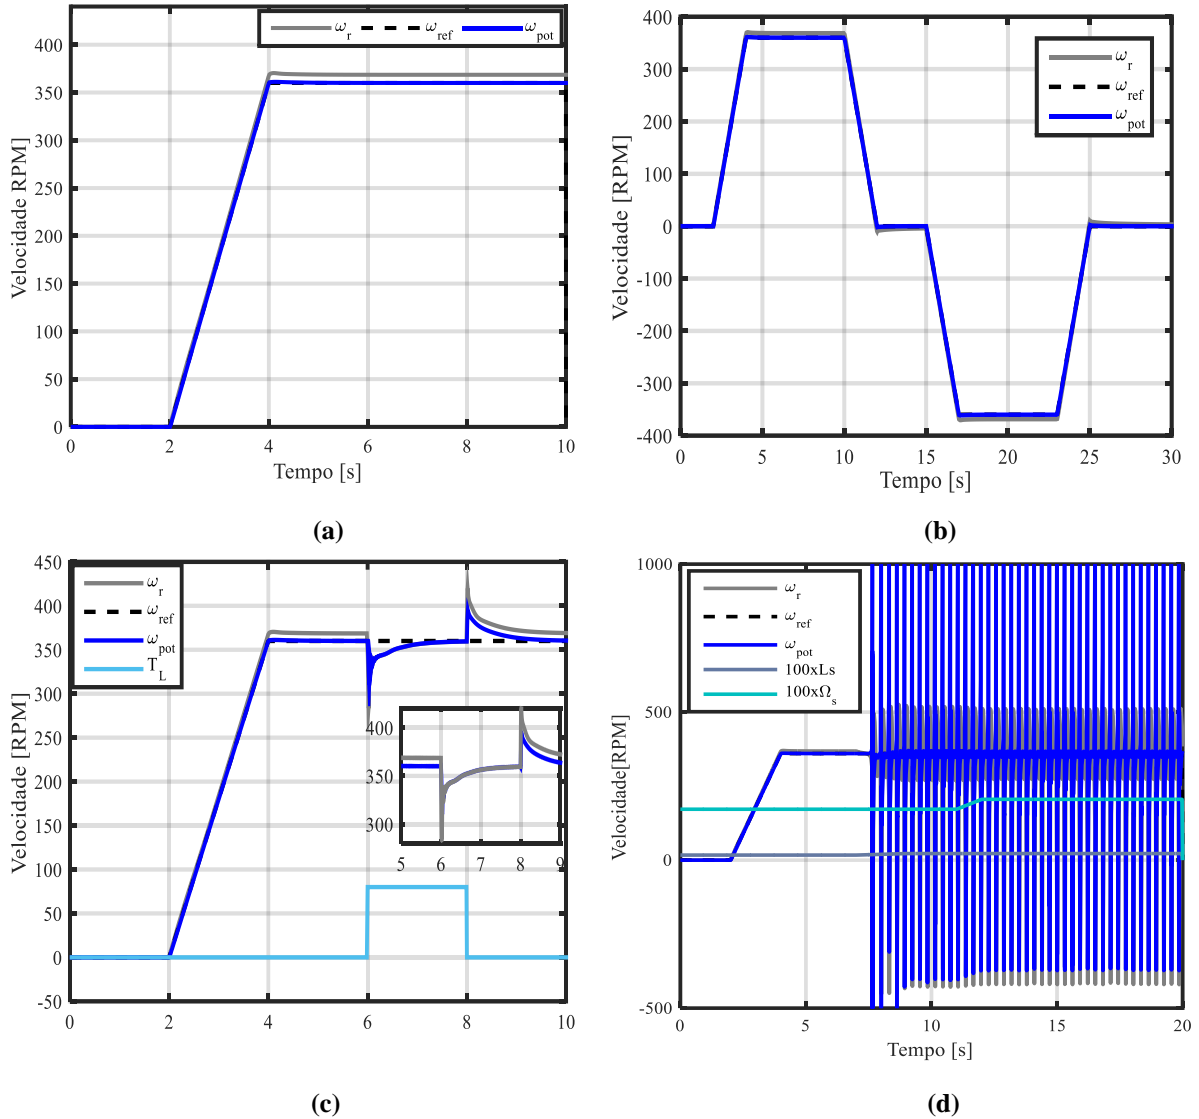 ω_r ω_ref ω_pot
400
350
300
250
200
150
100
50
0
0 2 4 6 8 10
Velocidade RPM]
Tempo [s]
(a)
400
300
200
100
0
-100
-200
-300
-400
0 5 10 15 20 25 30
Velocidade [RPM]
Tempo [s]
ω_r
ω_ref
ω_pot
(b)
450
400
350
300
250
200
150
100
50
0
-50
0 2 4 6 8 10
Velocidade [RPM]
Tempo [s]
ω_r
ω_ref
ω_pot
T_L
400
360
300
5 6 7 8 9
(c)
1000
500
0
-500
0 5 10 15 20
Velocidade[RPM]
Tempo [s]
ω_r
ω_ref
ω_pot
100xLs
100xΩ_s
(d)